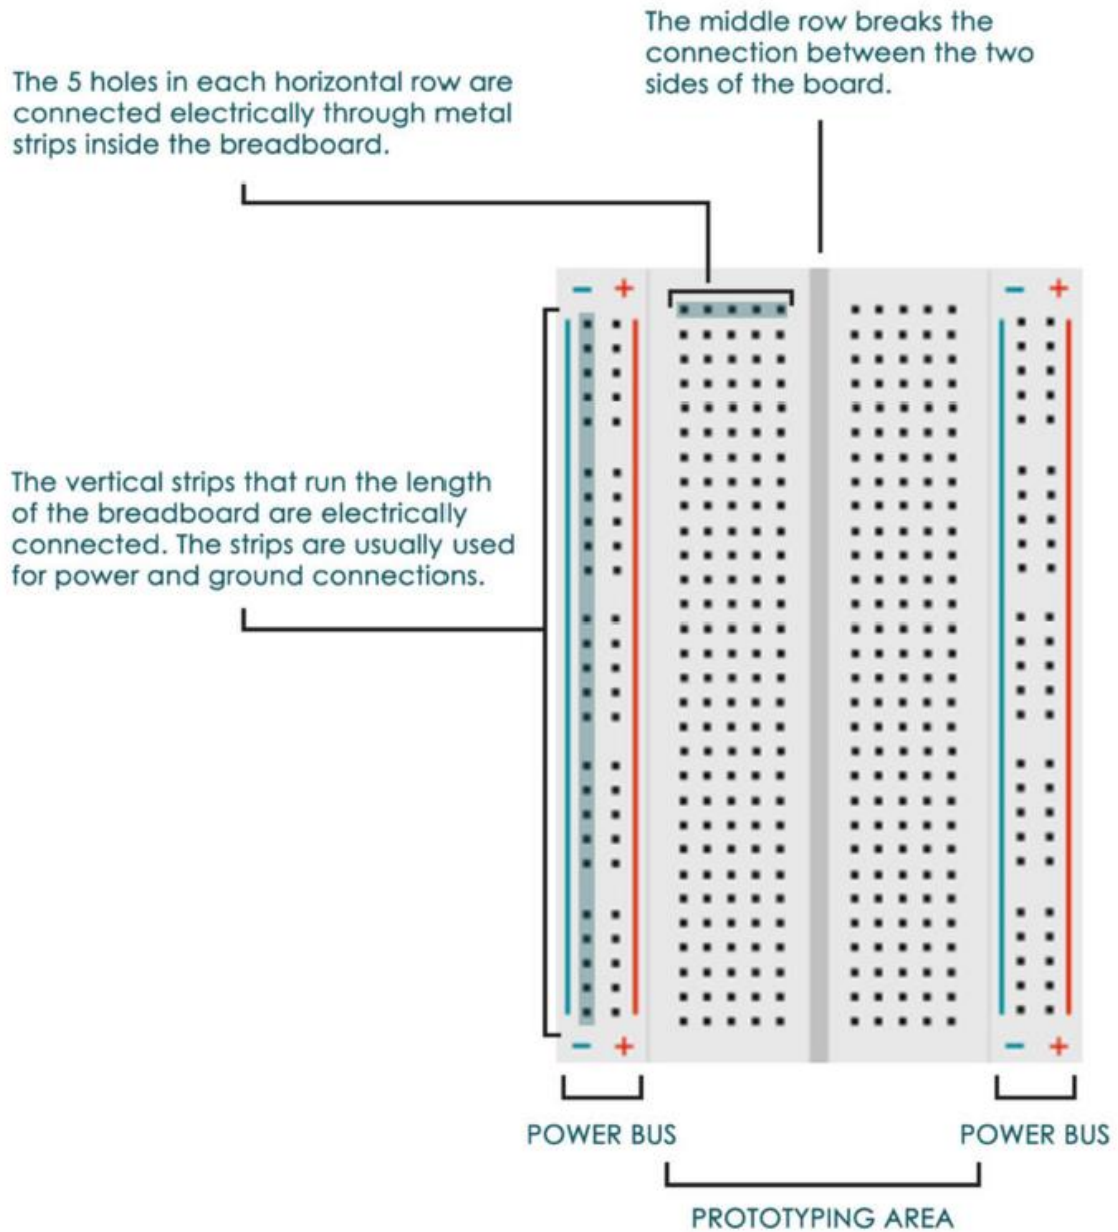 The middle row breaks the
connection between the two
sides of the board.
The 5 holes in each horizontal row are
connected electrically through metal
strips inside the breadboard.
− + − +
The vertical strips that run the length
of the breadboard are electrically
connected. The strips are usually used
for power and ground connections.
− + − +
POWER BUS POWER BUS
PROTOTYPING AREA